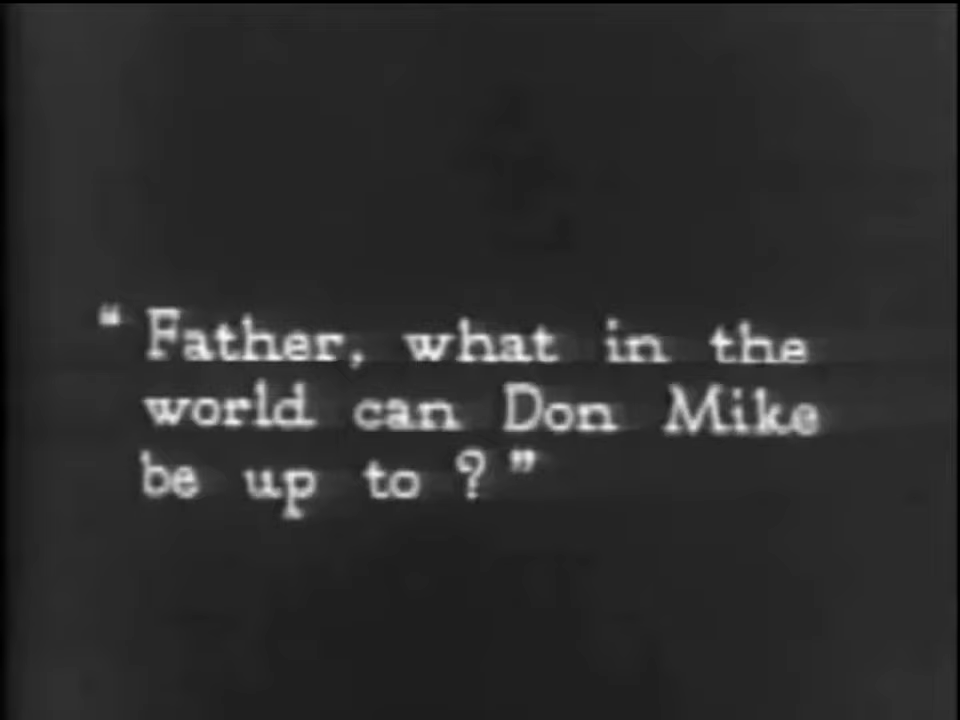 “ Father, what in the
world can Don Mike
be up to ? ”